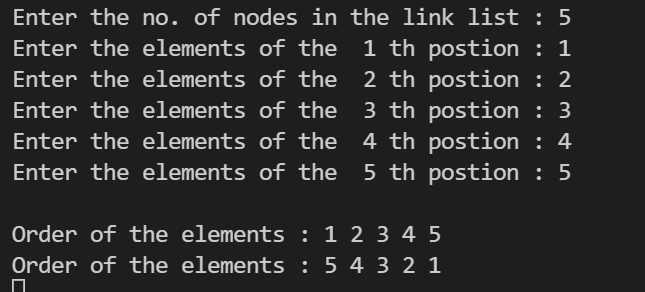 Enter the no. of nodes in the link list : 5
Enter the elements of the  1 th postion : 1
Enter the elements of the  2 th postion : 2
Enter the elements of the  3 th postion : 3
Enter the elements of the  4 th postion : 4
Enter the elements of the  5 th postion : 5
Order of the elements : 1 2 3 4 5
Order of the elements : 5 4 3 2 1